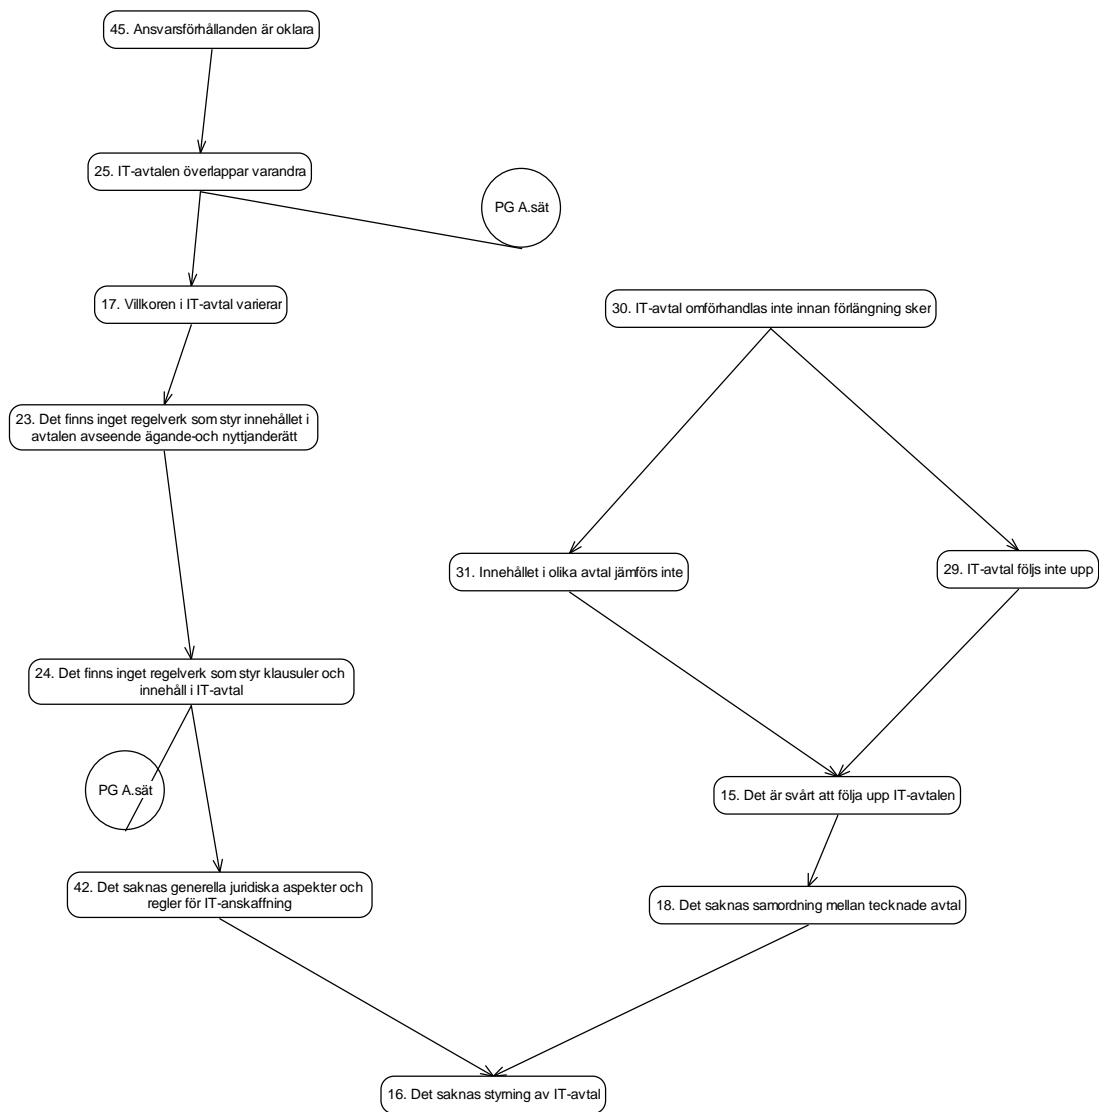 45. Ansvarsförhållanden är oklara
25. IT-avtalen överlappar varandra
PG A.sät
17. Villkoren i IT-avtal varierar
30. IT-avtal omförhandlas inte innan förlängning sker
23. Det finns inget regelverk som styr innehållet i
avtalen avseende ägande-och nyttjanderätt
31. Innehållet i olika avtal jämförs inte
29. IT-avtal följs inte upp
24. Det finns inget regelverk som styr klausuler och
innehåll i IT-avtal
PG A.sät
15. Det är svårt att följa upp IT-avtalen
42. Det saknas generella juridiska aspekter och
regler för IT-anskaffning
18. Det saknas samordning mellan tecknade avtal
16. Det saknas styrning av IT-avtal